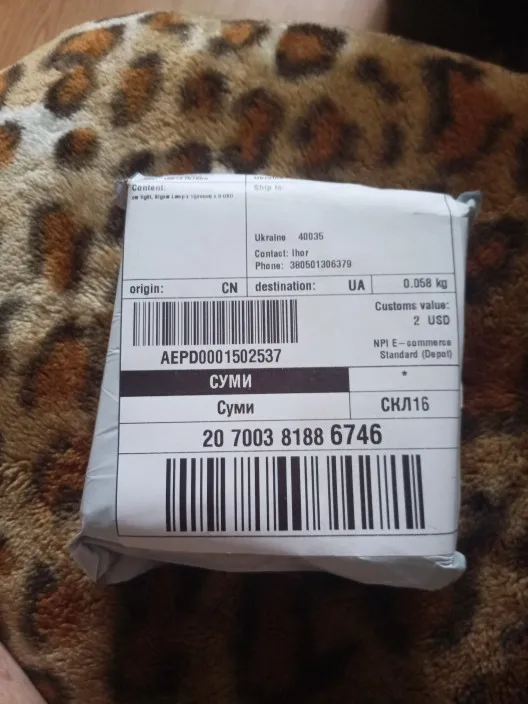 Content:
Ship to:
Ukraine 40035
Contact: Ihor
Phone: 380501306379
origin: CN destination: UA 0.058 kg
Customs value:
2 USD
AEPD0001502537
NPI E-commerce
Standard (Depot)
СУМИ *
Суми СКЛ16
20 7003 8188 6746